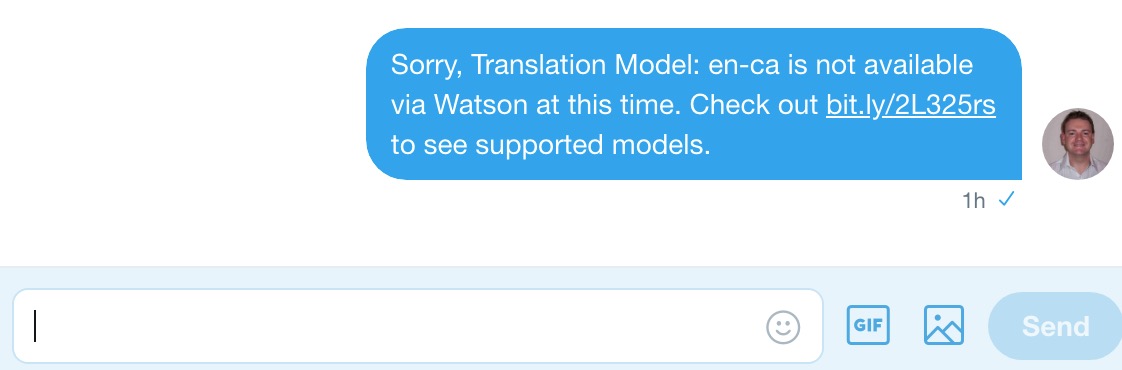 Sorry, Translation Model: en-ca is not available
via Watson at this time. Check out bit.ly/2L325rs
to see supported models.
1h
GIF
Send